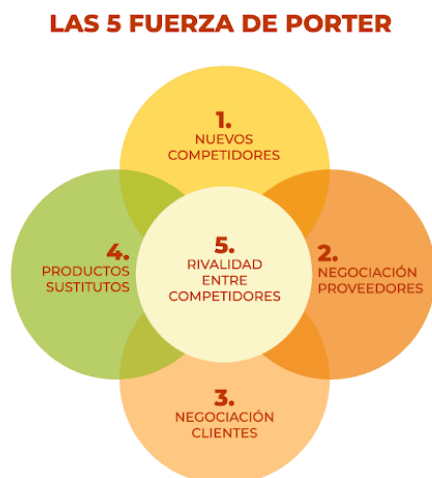 LAS 5 FUERZA DE PORTER
1.
NUEVOS
COMPETIDORES
2.
NEGOCIACIÓN
PROVEEDORES
3.
NEGOCIACIÓN
CLIENTES
4.
PRODUCTOS
SUSTITUTOS
5.
RIVALIDAD
ENTRE
COMPETIDORES